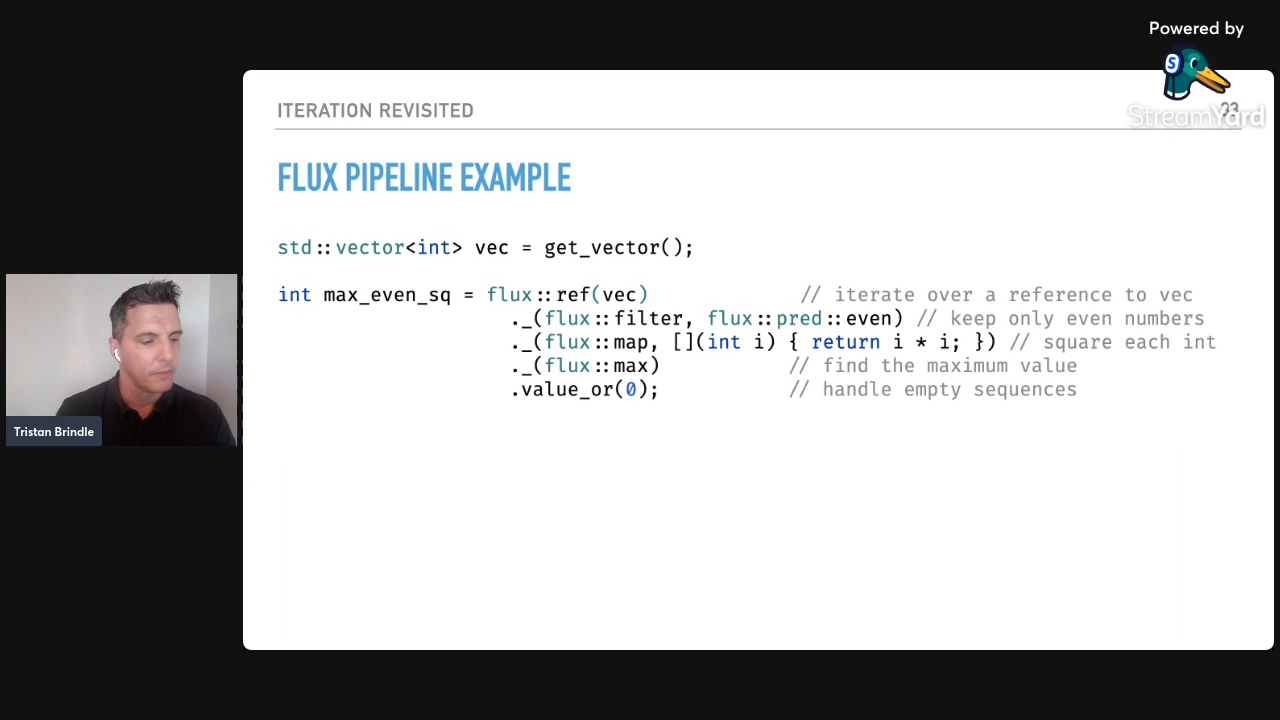 Powered by
StreamYard
ITERATION REVISITED
23
FLUX PIPELINE EXAMPLE
std::vector<int> vec = get_vector();
int max_even_sq = flux::ref(vec) // iterate over a reference to vec
._(flux::filter, flux::pred::even) // keep only even numbers
._(flux::map, [](int i) { return i * i; }) // square each int
._(flux::max) // find the maximum value
.value_or(0); // handle empty sequences
Tristan Brindle